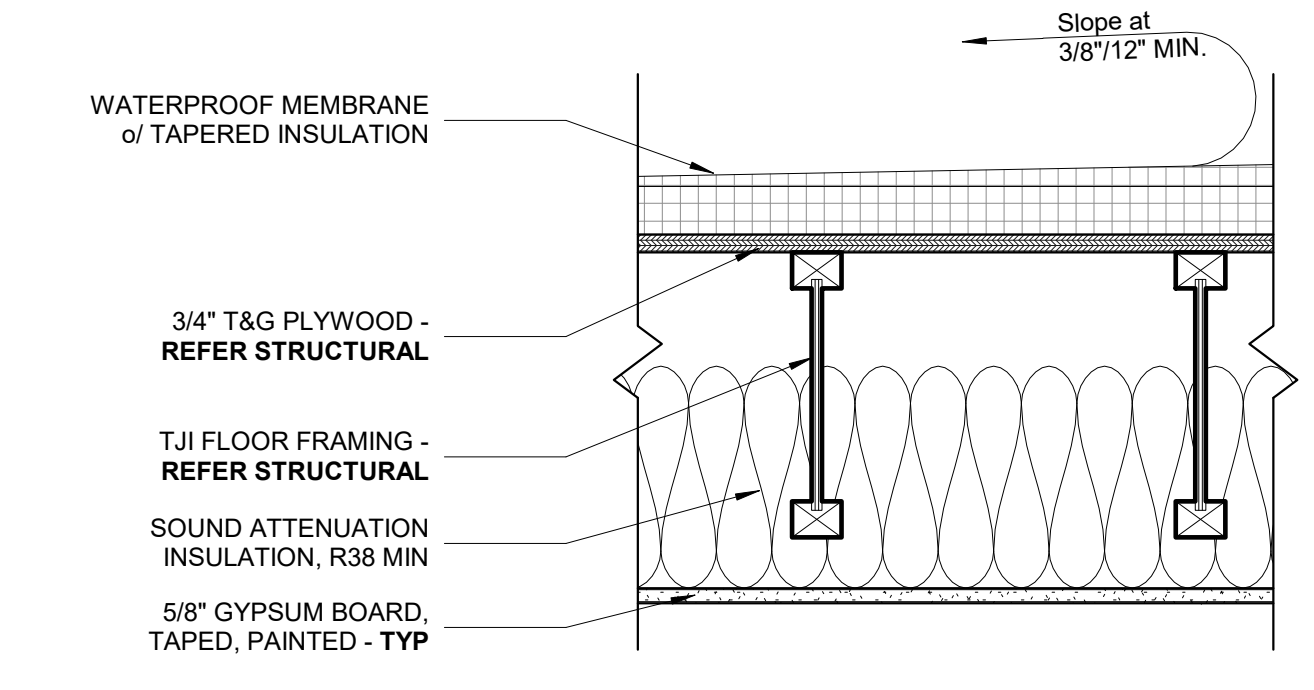 Slope at
3/8"/12" MIN.
WATERPROOF MEMBRANE
o/ TAPERED INSULATION
3/4" T&G PLYWOOD -
REFER STRUCTURAL
TJI FLOOR FRAMING -
REFER STRUCTURAL
SOUND ATTENUATION
INSULATION, R38 MIN
5/8" GYPSUM BOARD,
TAPED, PAINTED - TYP